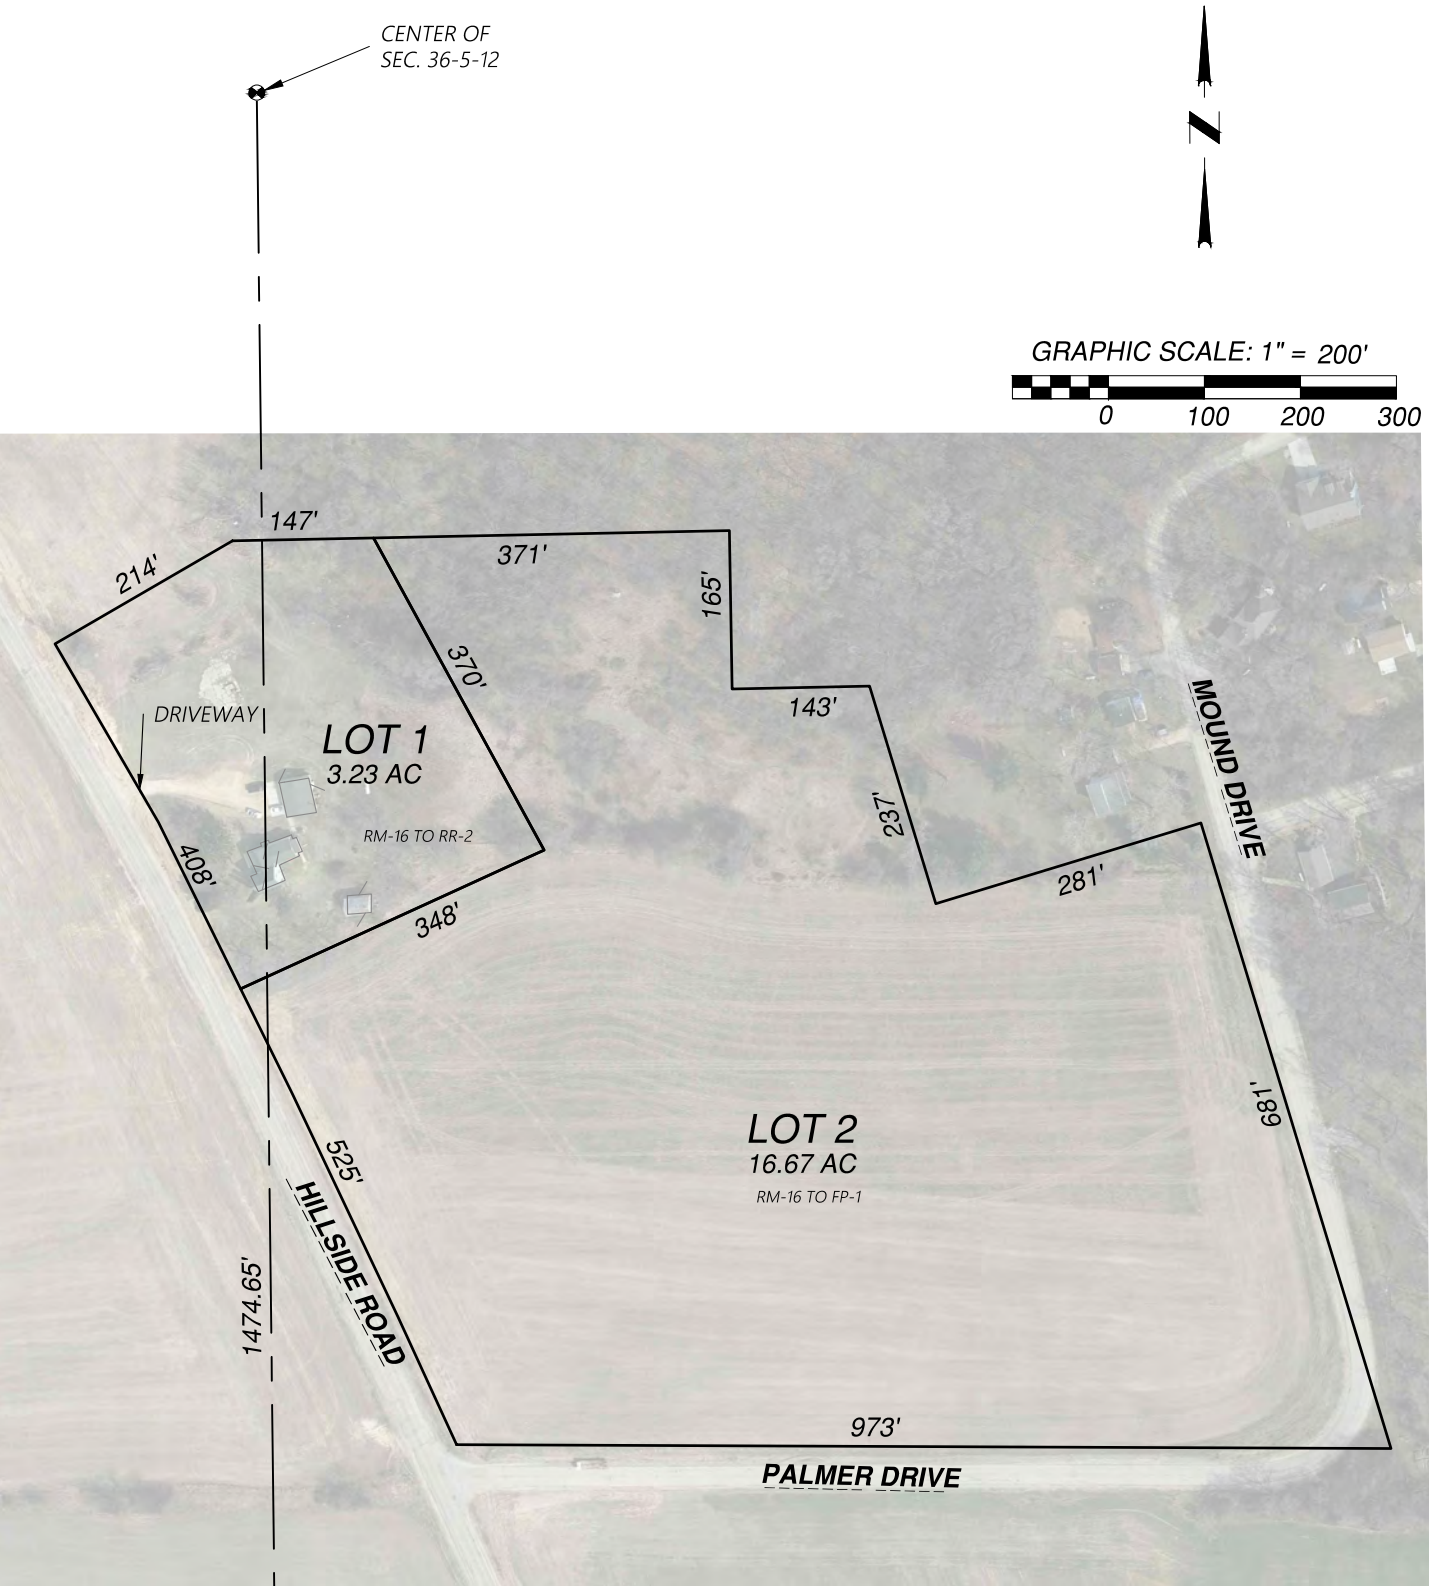 CENTER OF
SEC. 36-5-12
N
GRAPHIC SCALE: 1" = 200'
0 100 200 300
147'
371'
214'
165'
370'
143'
MOUND DRIVE
DRIVEWAY
LOT 1
3.23 AC
RM-16 TO RR-2
237'
408'
281'
348'
681'
LOT 2
16.67 AC
RM-16 TO FP-1
525'
HILLSIDE ROAD
1474.65'
973'
PALMER DRIVE